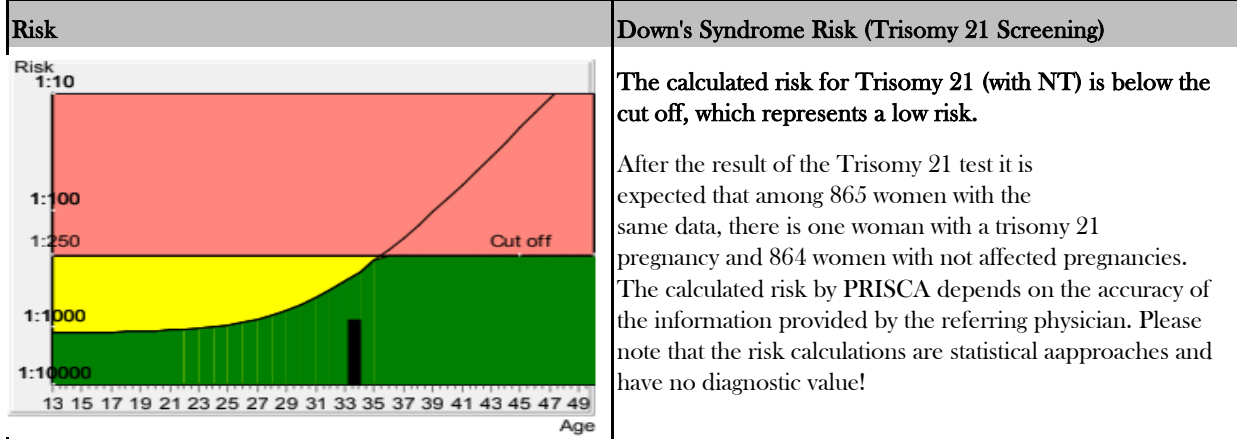 Risk
Down's Syndrome Risk (Trisomy 21 Screening)
Risk
1:10
1:100
1:250
Cut off
1:1000
1:10000
13 15 17 19 21 23 25 27 29 31 33 35 37 39 41 43 45 47 49
Age
The calculated risk for Trisomy 21 (with NT) is below the
cut off, which represents a low risk.
After the result of the Trisomy 21 test it is
expected that among 865 women with the
same data, there is one woman with a trisomy 21
pregnancy and 864 women with not affected pregnancies.
The calculated risk by PRISCA depends on the accuracy of
the information provided by the referring physician. Please
note that the risk calculations are statistical aapproaches and
have no diagnostic value!